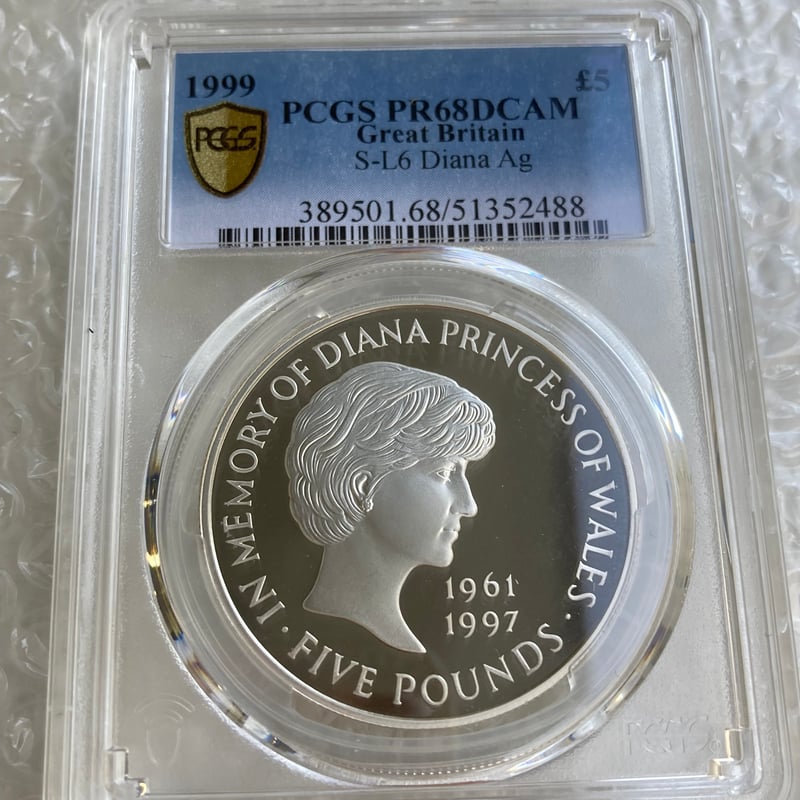 1999 £5
PCGS
PCGS PR68DCAM
Great Britain
S-L6 Diana Ag
389501.68/51352488
IN MEMORY OF DIANA PRINCESS OF WALES ·
1961
1997
· FIVE POUNDS
PCGS